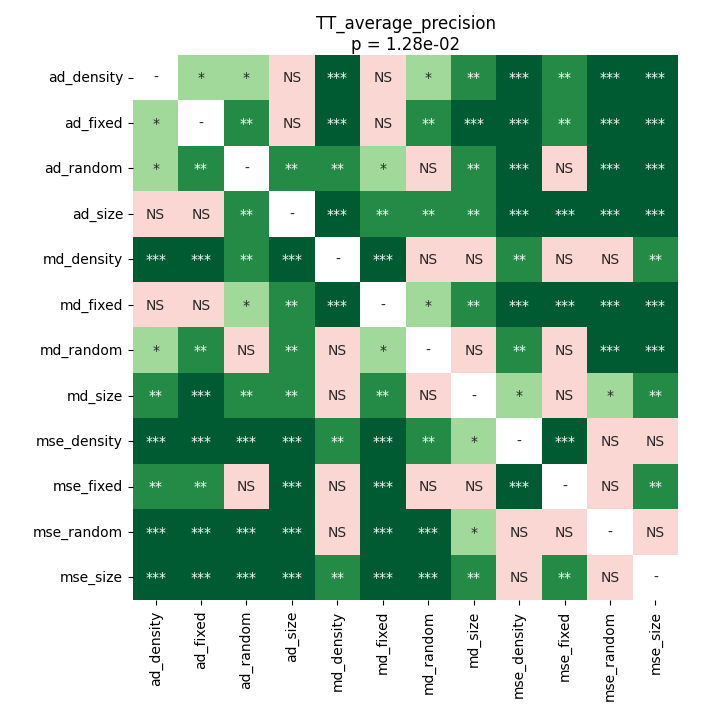 TT_average_precision
p = 1.28e-02
ad_density - * * NS *** NS * ** *** ** *** ***
ad_fixed * - ** NS *** NS ** *** *** ** *** ***
ad_random * ** - ** ** * NS ** *** NS *** ***
ad_size NS NS ** - *** ** ** ** *** *** *** ***
md_density *** *** ** *** - *** NS NS ** NS NS **
md_fixed NS NS * ** *** - * ** *** *** *** ***
md_random * ** NS ** NS * - NS ** NS *** ***
md_size ** *** ** ** NS ** NS - * NS * **
mse_density *** *** *** *** ** *** ** * - *** NS NS
mse_fixed ** ** NS *** NS *** NS NS *** - NS **
mse_random *** *** *** *** NS *** *** * NS NS - NS
mse_size *** *** *** *** ** *** *** ** NS ** NS -
ad_density ad_fixed ad_random ad_size md_density md_fixed md_random md_size mse_density mse_fixed mse_random mse_size